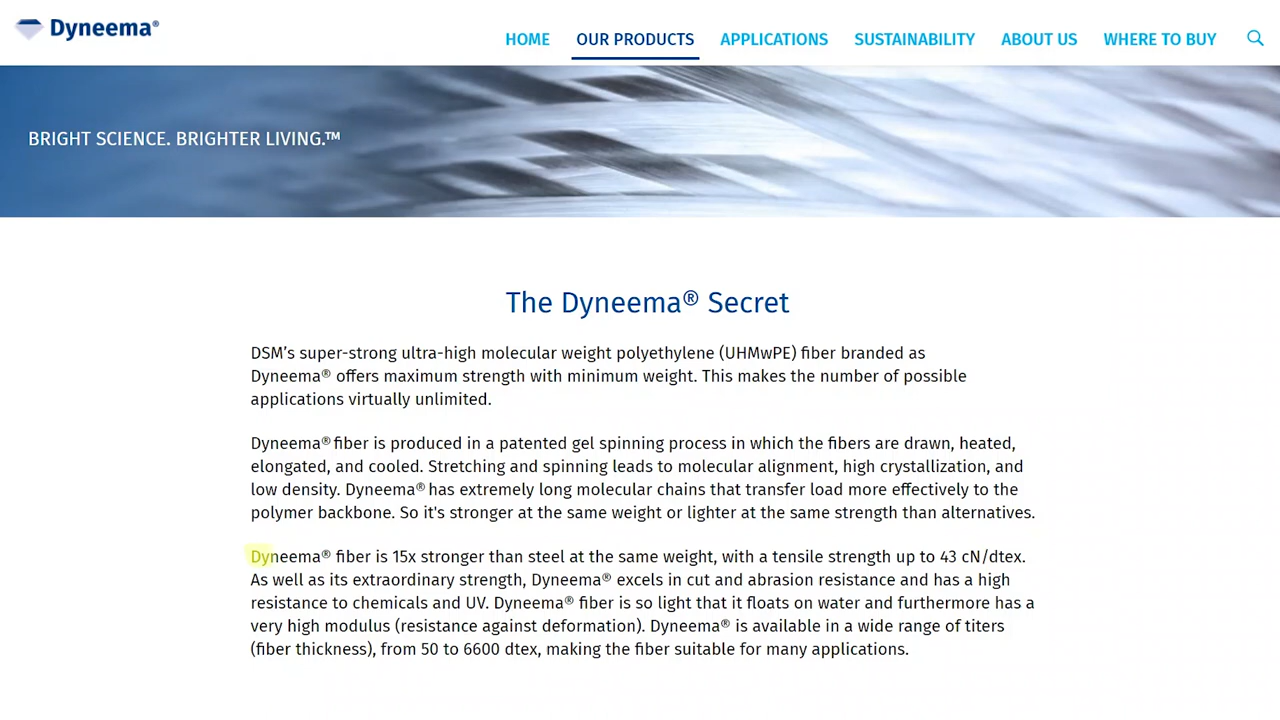 Dyneema®
HOME OUR PRODUCTS APPLICATIONS SUSTAINABILITY ABOUT US WHERE TO BUY
BRIGHT SCIENCE. BRIGHTER LIVING.™
The Dyneema® Secret
DSM’s super-strong ultra-high molecular weight polyethylene (UHMwPE) fiber branded as
Dyneema® offers maximum strength with minimum weight. This makes the number of possible
applications virtually unlimited.
Dyneema® fiber is produced in a patented gel spinning process in which the fibers are drawn, heated,
elongated, and cooled. Stretching and spinning leads to molecular alignment, high crystallization, and
low density. Dyneema® has extremely long molecular chains that transfer load more effectively to the
polymer backbone. So it's stronger at the same weight or lighter at the same strength than alternatives.
Dyneema® fiber is 15x stronger than steel at the same weight, with a tensile strength up to 43 cN/dtex.
As well as its extraordinary strength, Dyneema® excels in cut and abrasion resistance and has a high
resistance to chemicals and UV. Dyneema® fiber is so light that it floats on water and furthermore has a
very high modulus (resistance against deformation). Dyneema® is available in a wide range of titers
(fiber thickness), from 50 to 6600 dtex, making the fiber suitable for many applications.